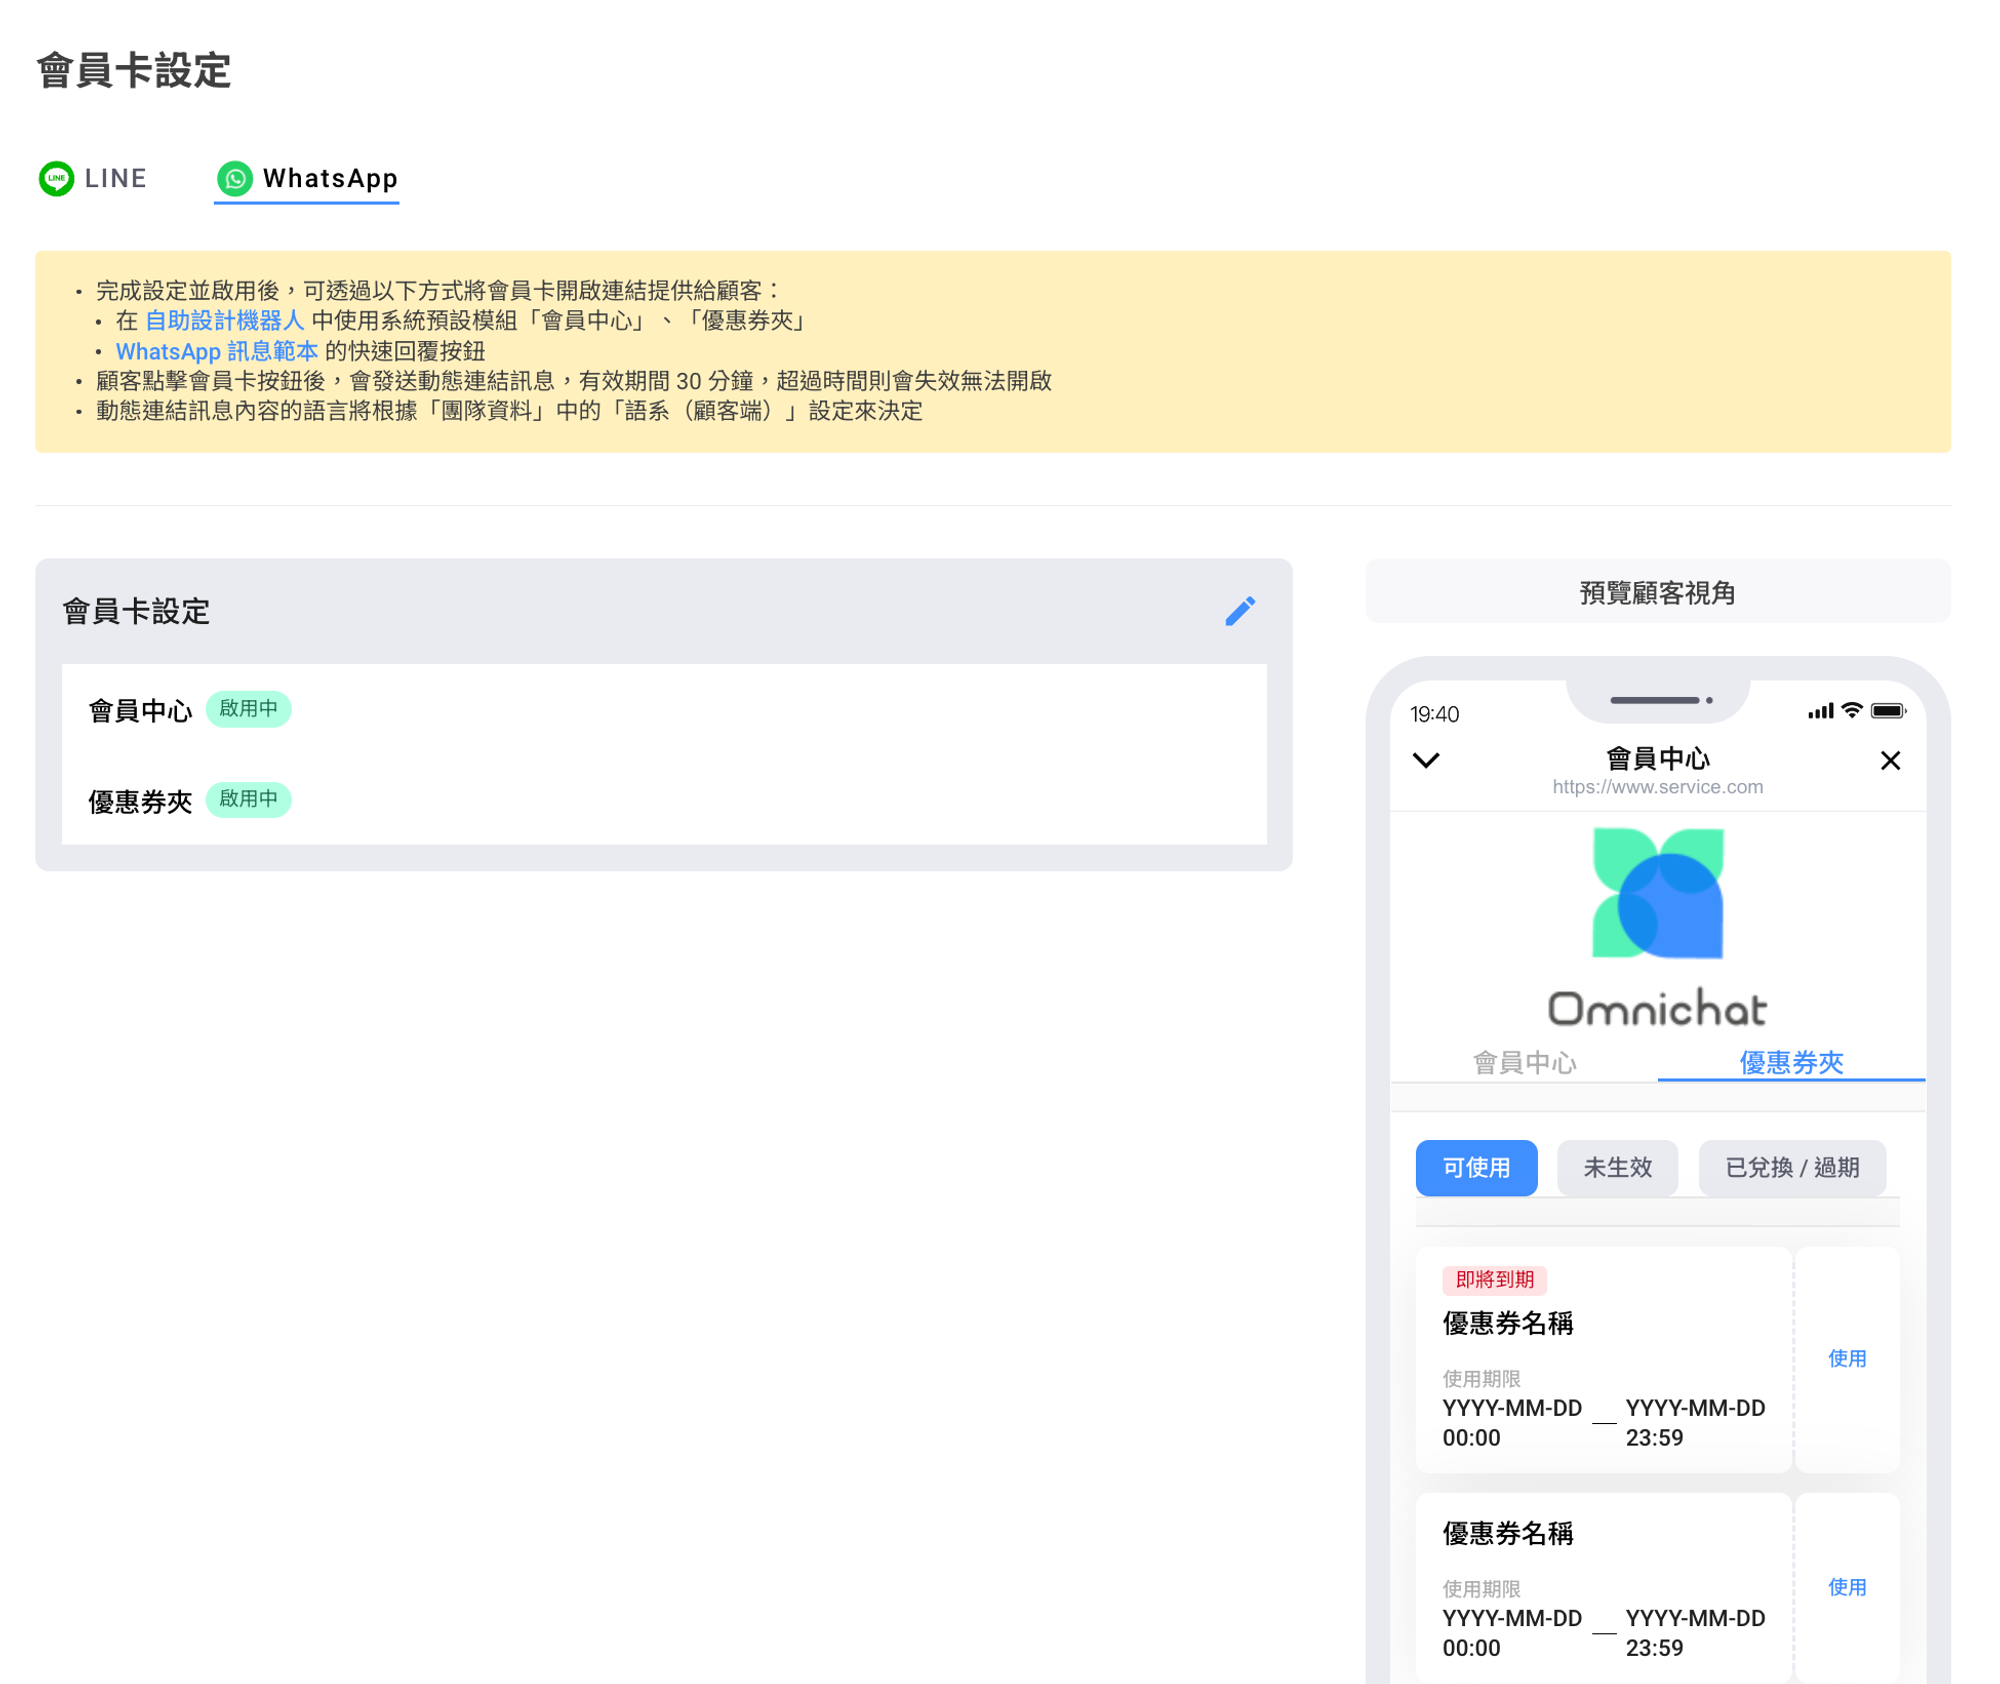 會員卡設定
LINE
WhatsApp
• 完成設定並啟用後，可透過以下方式將會員卡開啟連結提供給顧客：
• 在 自助設計機器人 中使用系統預設模組「會員中心」、「優惠券夾」
• WhatsApp 訊息範本 的快速回覆按鈕
• 顧客點擊會員卡按鈕後，會發送動態連結訊息，有效期間 30 分鐘，超過時間則會失效無法開啟
• 動態連結訊息內容的語言將根據「團隊資料」中的「語系（顧客端）」設定來決定
會員卡設定
會員中心 啟用中
優惠券夾 啟用中
預覽顧客視角
19:40
會員中心
https://www.service.com
Omnichat
會員中心 優惠券夾
可使用 未生效 已兌換 / 過期
即將到期
優惠券名稱
使用
使用期限
YYYY-MM-DD — YYYY-MM-DD
00:00 23:59
優惠券名稱
使用
使用期限
YYYY-MM-DD — YYYY-MM-DD
00:00 23:59